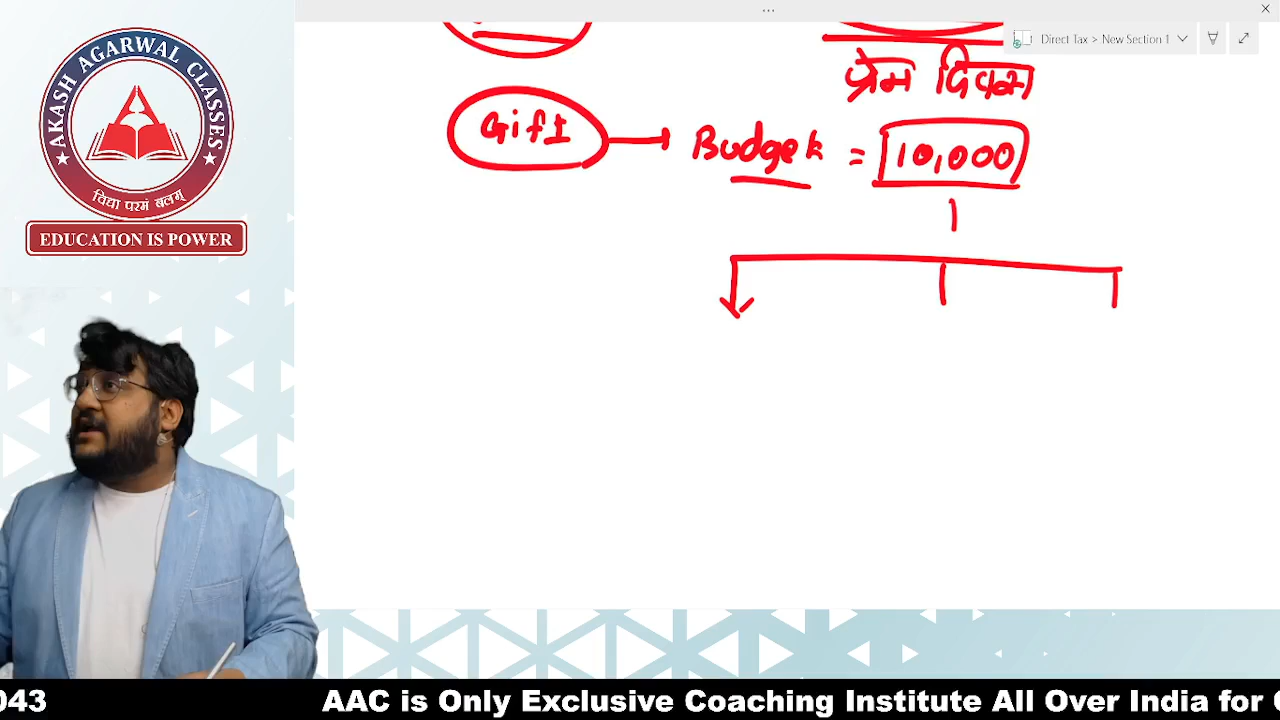 AKASH AGARWAL CLASSES
विद्या परमं बलम्
EDUCATION IS POWER
Direct Tax > New Section 1
प्रेम दिवस
Gift → Budget = 10,000
043
AAC is Only Exclusive Coaching Institute All Over India for